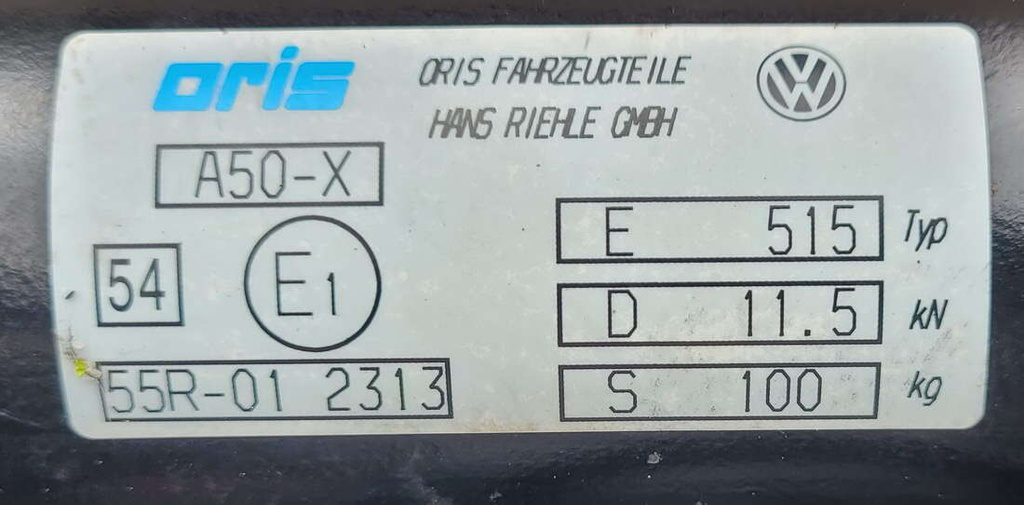 oris
ORIS FAHRZEUGTEILE
HANS RIEHLE GMBH
VW
A50-X
54
E1
55R-01 2313
E 515 Typ
D 11.5 kN
S 100 kg